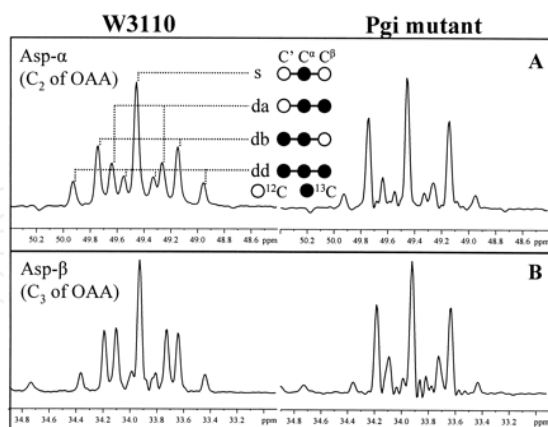 W3110 Pgi mutant
Asp-α
(C2 of OAA)
C' Cα Cβ
A
s
da
db
dd
12C 13C
50.2 50.0 49.8 49.6 49.4 49.2 49.0 48.8 48.6 ppm
50.2 50.0 49.8 49.6 49.4 49.2 49.0 48.8 48.6 ppm
Asp-β
(C3 of OAA)
B
34.8 34.6 34.4 34.2 34.0 33.8 33.6 33.4 33.2 ppm
34.8 34.6 34.4 34.2 34.0 33.8 33.6 33.4 33.2 ppm